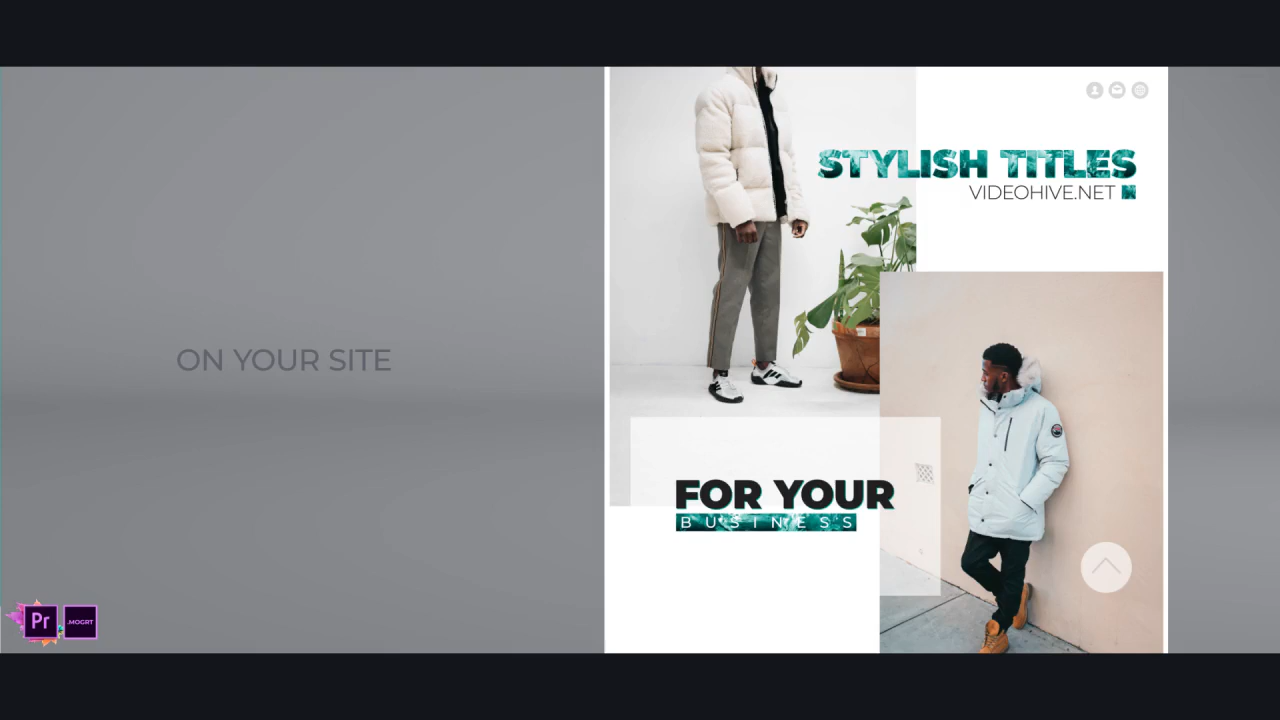 ON YOUR SITE
STYLISH TITLES
VIDEOHIVE.NET
FOR YOUR
BUSINESS
Pr
.MOGRT